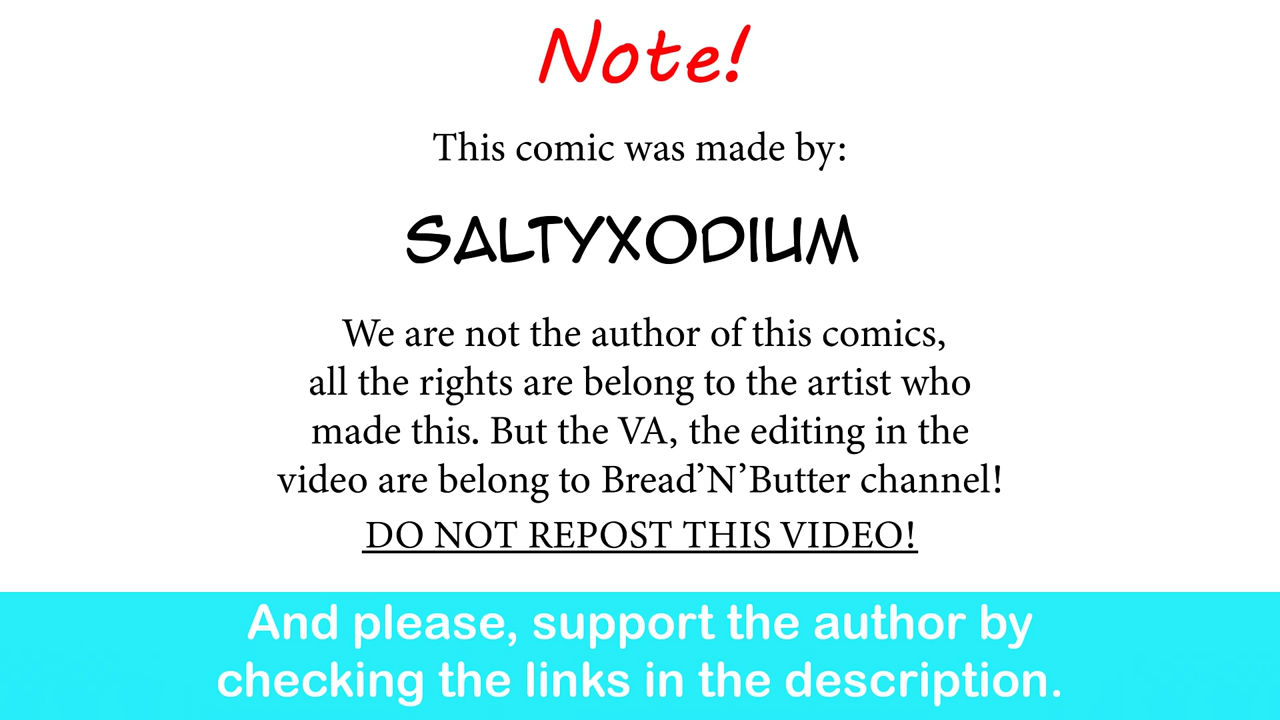 Note!
This comic was made by:
SALTYXODIUM
We are not the author of this comics,
all the rights are belong to the artist who
made this. But the VA, the editing in the
video are belong to Bread’N’Butter channel!
DO NOT REPOST THIS VIDEO!
And please, support the author by
checking the links in the description.